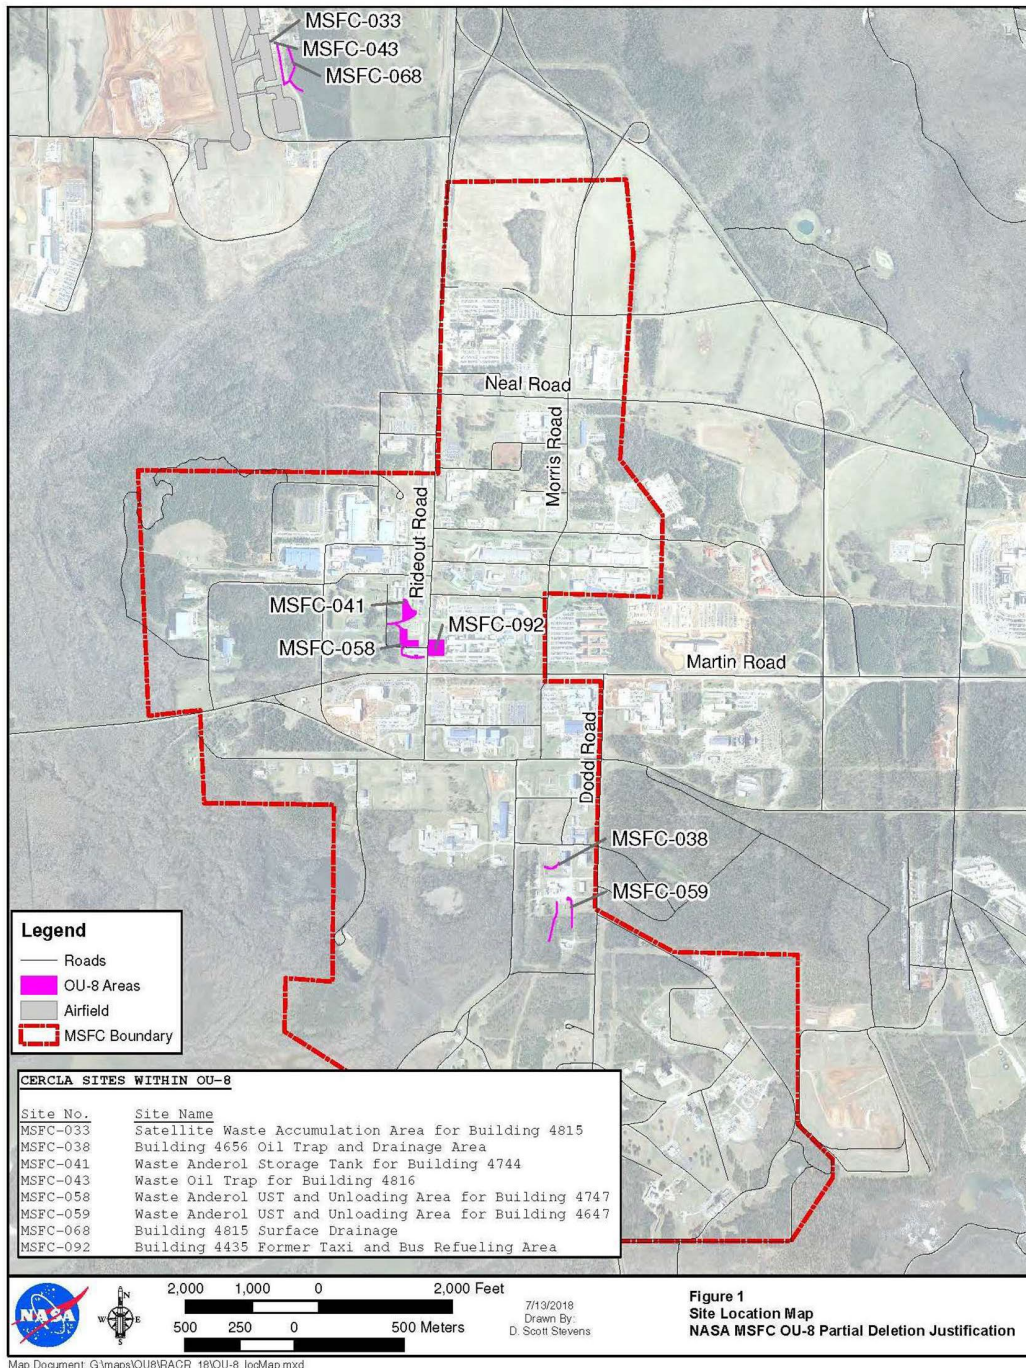 MSFC-033
MSFC-043
MSFC-068
Neal Road
Morris Road
Rideout Road
MSFC-041
MSFC-092
MSFC-058
Martin Road
Dodd Road
MSFC-038
MSFC-059
Legend
Roads
OU-8 Areas
Airfield
MSFC Boundary
CERCLA SITES WITHIN OU-8
Site No. Site Name
MSFC-033 Satellite Waste Accumulation Area for Building 4815
MSFC-038 Building 4656 Oil Trap and Drainage Area
MSFC-041 Waste Anderol Storage Tank for Building 4744
MSFC-043 Waste Oil Trap for Building 4816
MSFC-058 Waste Anderol UST and Unloading Area for Building 4747
MSFC-059 Waste Anderol UST and Unloading Area for Building 4647
MSFC-068 Building 4815 Surface Drainage
MSFC-092 Building 4435 Former Taxi and Bus Refueling Area
NASA
N
W E
S
2,000 1,000 0 2,000 Feet
500 250 0 500 Meters
7/13/2018
Drawn By:
D. Scott Stevens
Figure 1
Site Location Map
NASA MSFC OU-8 Partial Deletion Justification
Map Document: G:\maps\OU8\RACR_18\OU-8_locMap.mxd